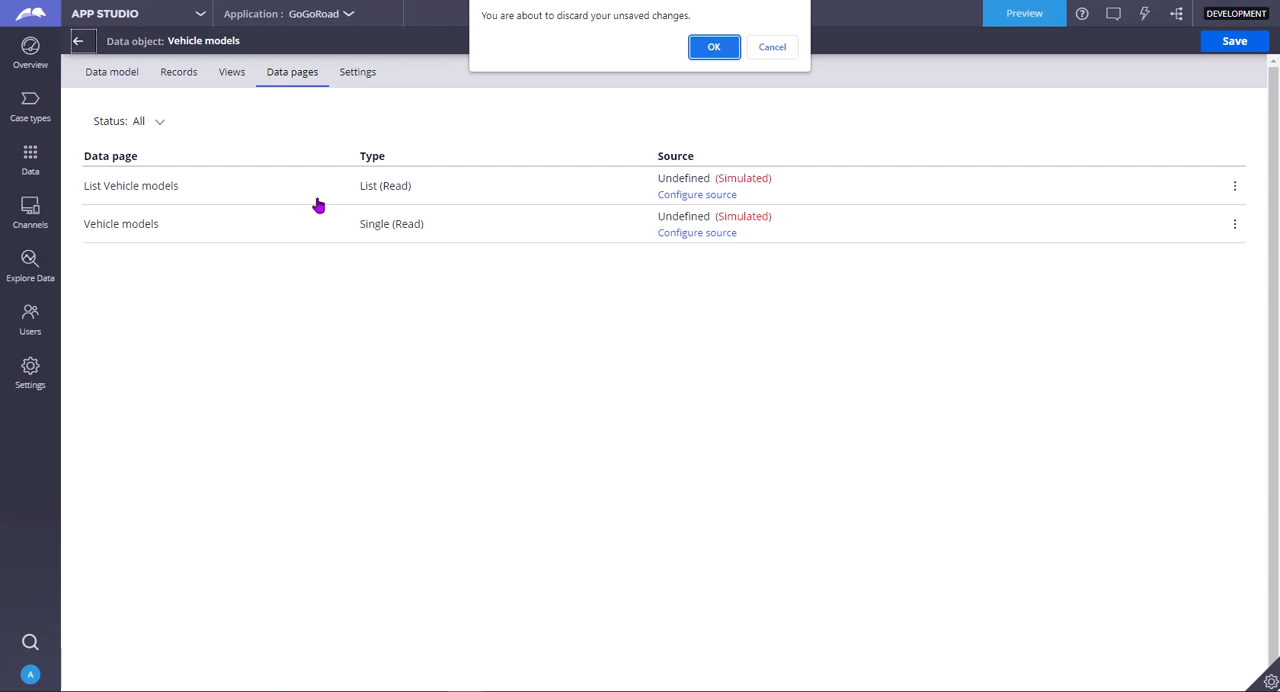 APP STUDIO
Application : GoGoRoad
You are about to discard your unsaved changes.
OK
Cancel
Preview
DEVELOPMENT
Data object: Vehicle models
Save
Overview
Case types
Data
Channels
Explore Data
Users
Settings
A
Data model
Records
Views
Data pages
Settings
Status: All
Data page Type Source
List Vehicle models List (Read) Undefined (Simulated)
Configure source
Vehicle models Single (Read) Undefined (Simulated)
Configure source